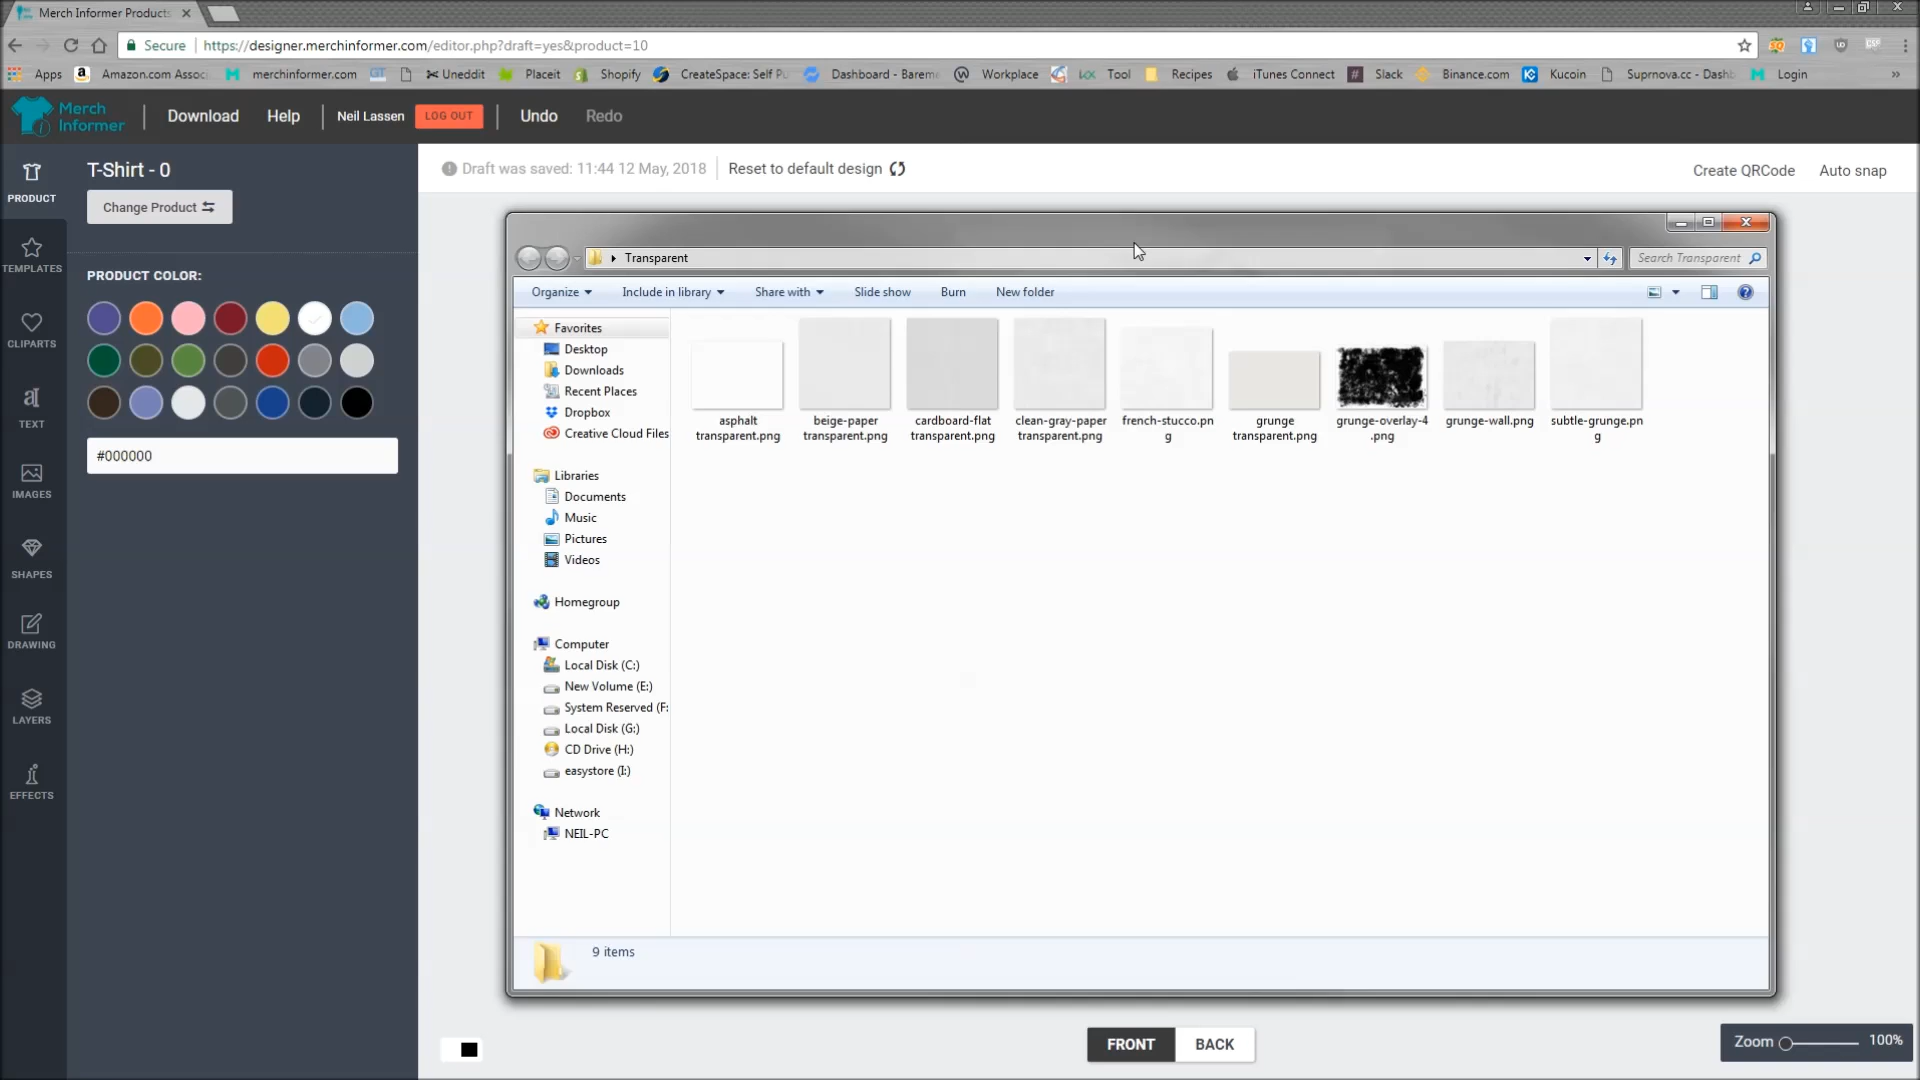 Merch Informer Products
Secure
https://designer.merchinformer.com/editor.php?draft=yes&product=10
Apps
Amazon.com Assoc
merchinformer.com
GT
Uneddit
Placeit
Shopify
CreateSpace: Self Pu
Dashboard - Barem
Workplace
Tool
Recipes
iTunes Connect
Slack
Binance.com
Kucoin
Suprnova.cc - Dashb
Login
»
Merch
Informer
Download
Help
Neil Lassen
LOG OUT
Undo
Redo
PRODUCT
TEMPLATES
CLIPARTS
TEXT
IMAGES
SHAPES
DRAWING
LAYERS
EFFECTS
T-Shirt - 0
Change Product
PRODUCT COLOR:
#000000
Draft was saved: 11:44 12 May, 2018
Reset to default design
Create QRCode
Auto snap
Transparent
Search Transparent
Organize
Include in library
Share with
Slide show
Burn
New folder
Favorites
Desktop
Downloads
Recent Places
Dropbox
Creative Cloud Files
Libraries
Documents
Music
Pictures
Videos
Homegroup
Computer
Local Disk (C:)
New Volume (E:)
System Reserved (F:
Local Disk (G:)
CD Drive (H:)
easystore (I:)
Network
NEIL-PC
asphalt
transparent.png
beige-paper
transparent.png
cardboard-flat
transparent.png
clean-gray-paper
transparent.png
french-stucco.pn
g
grunge
transparent.png
grunge-overlay-4
.png
grunge-wall.png
subtle-grunge.pn
g
9 items
FRONT
BACK
Zoom
100%